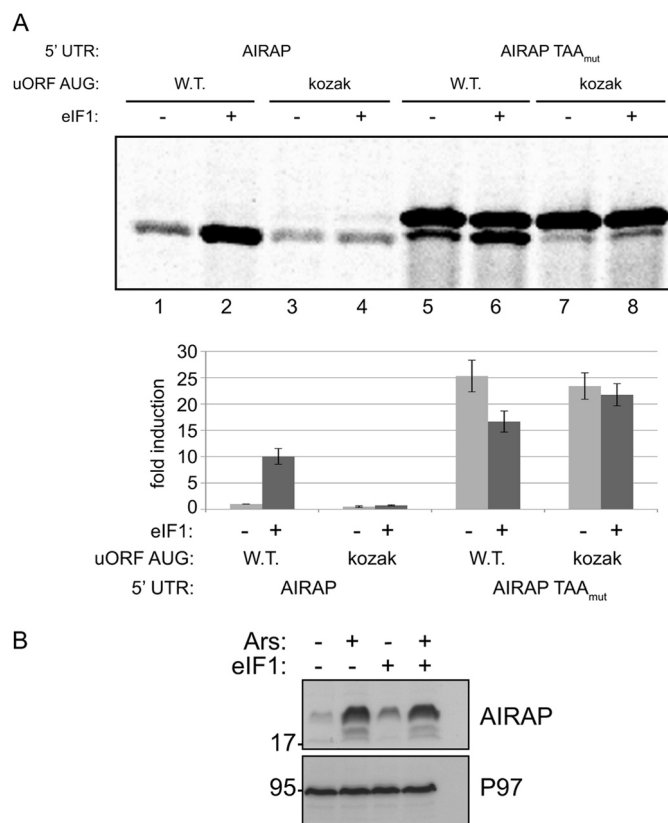 A
5' UTR: AIRAP AIRAP TAAmut
uORF AUG: W.T. kozak W.T. kozak
eIF1: - + - + - + - +
1 2 3 4 5 6 7 8
30
25
20
15
10
5
0
fold induction
eIF1: - + - + - + - +
uORF AUG: W.T. kozak W.T. kozak
5' UTR: AIRAP AIRAP TAAmut
B
Ars: - + - +
eIF1: - - + +
AIRAP
17
95 P97